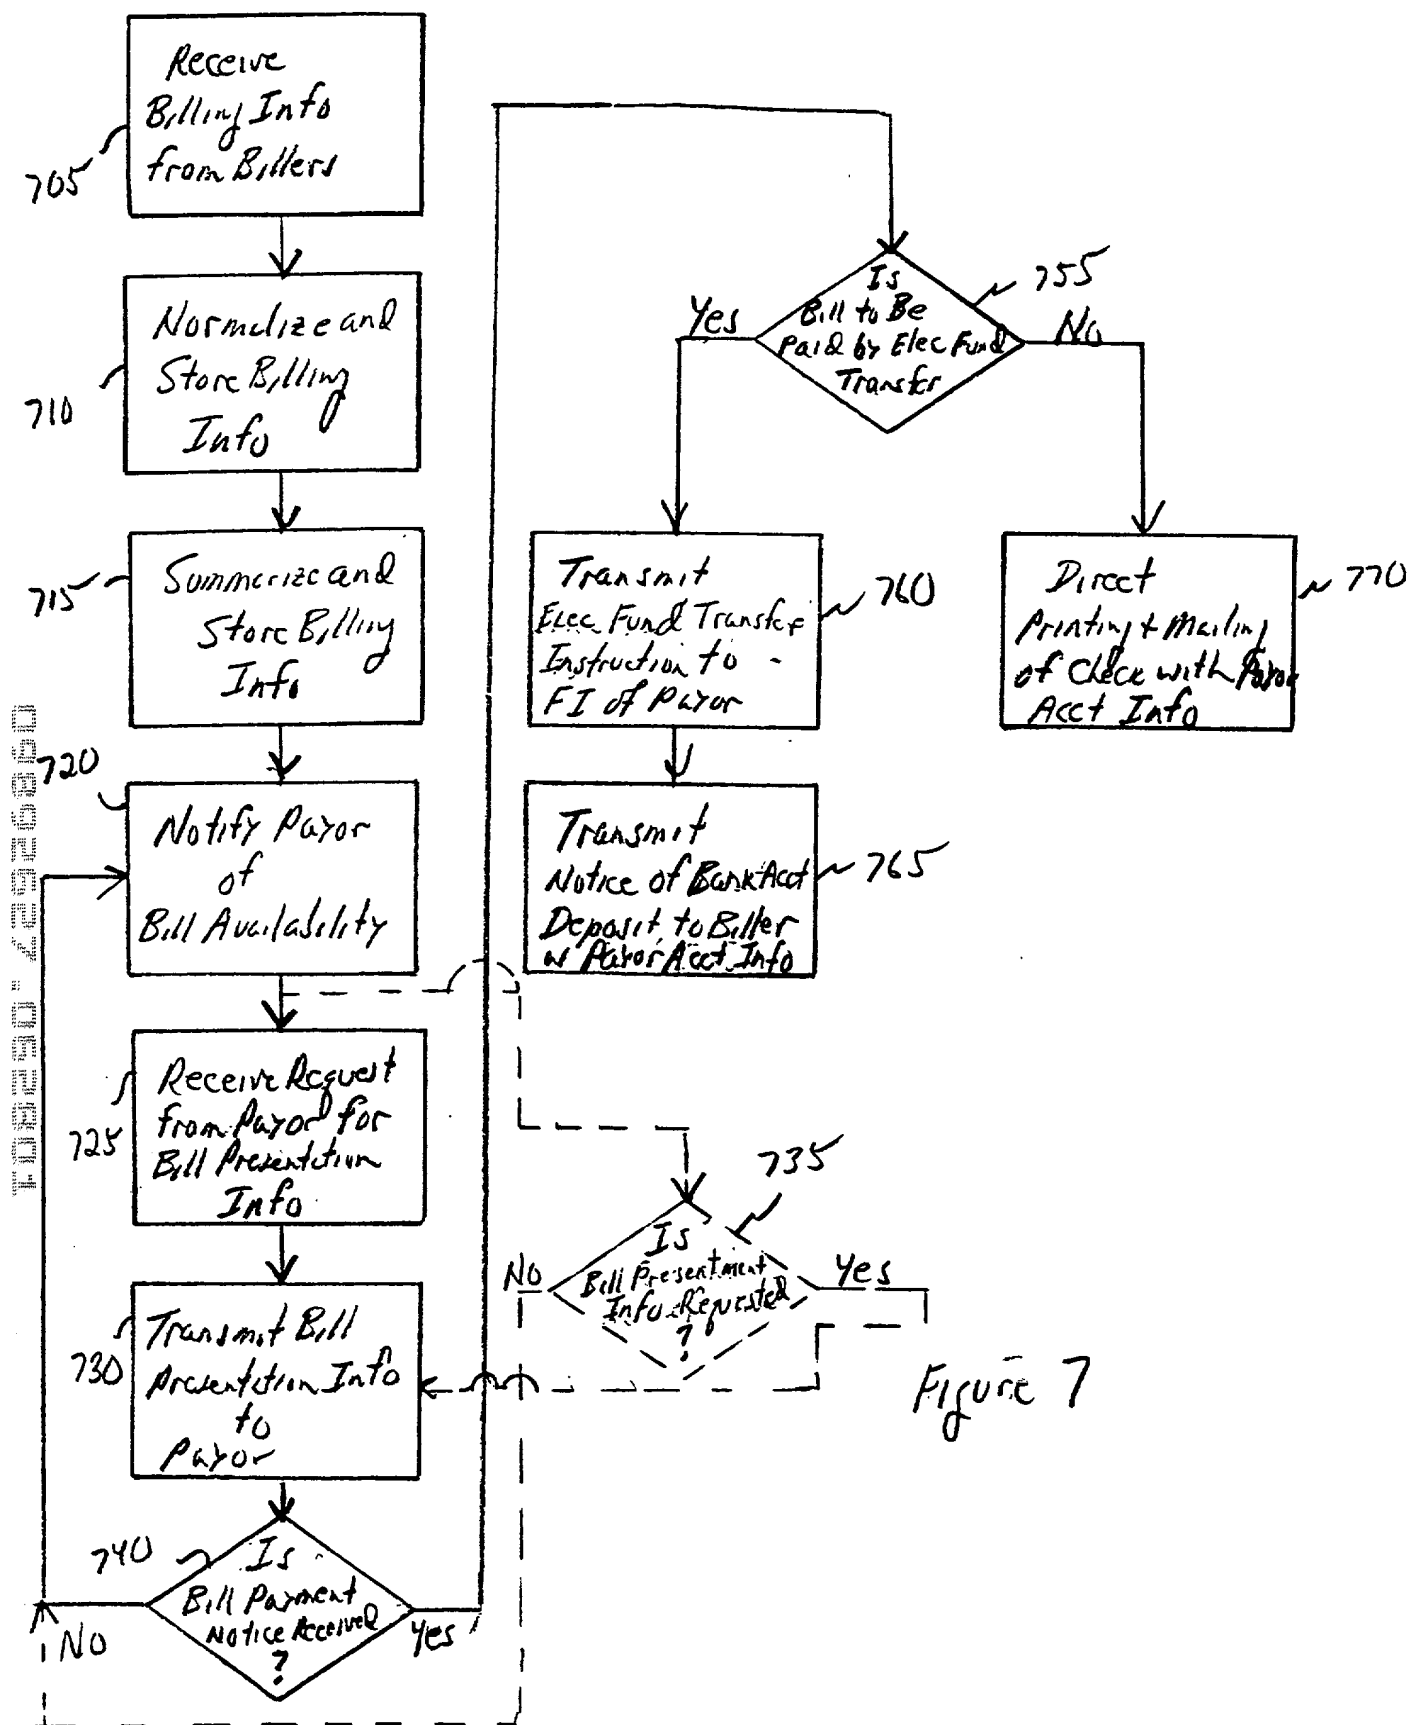 Receive
Billing Info
from Billers
705
Normalize and
Store Billing
Info
710
Summarize and
Store Billing
Info
715
720
Notify Payor
of
Bill Availability
Receive Request
from Payor for
Bill Presentation
Info
725
Transmit Bill
Presentation Info
to
Payor
730
740
Is
Bill Payment
Notice Received
?
No
Yes
Is
Bill to Be
Paid by Elec Fund
Transfer
755
Yes
No
Transmit
Elec Fund Transfer
Instruction to
FI of Payor
760
Direct
Printing + Mailing
of Check with Payor
Acct Info
770
Transmit
Notice of Bank Acct
Deposit to Biller
w Payor Acct Info
765
735
Is
Bill Presentment
Info Requested
?
No
Yes
Figure 7